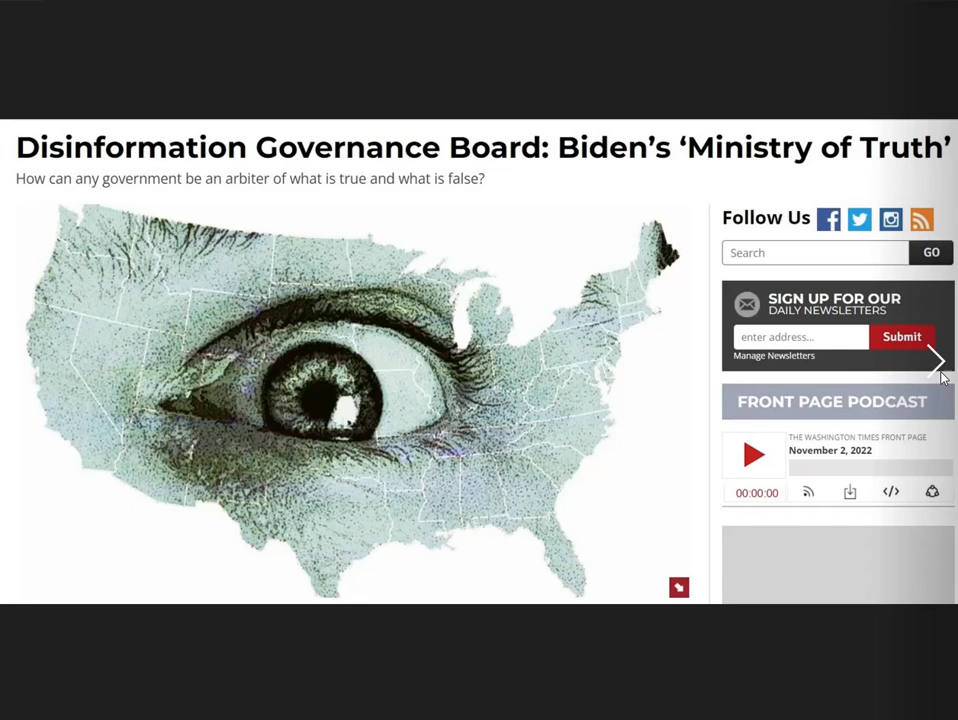 Disinformation Governance Board: Biden's 'Ministry of Truth'
How can any government be an arbiter of what is true and what is false?
Follow Us
Search
GO
SIGN UP FOR OUR
DAILY NEWSLETTERS
enter address...
Submit
Manage Newsletters
FRONT PAGE PODCAST
THE WASHINGTON TIMES FRONT PAGE
November 2, 2022
00:00:00